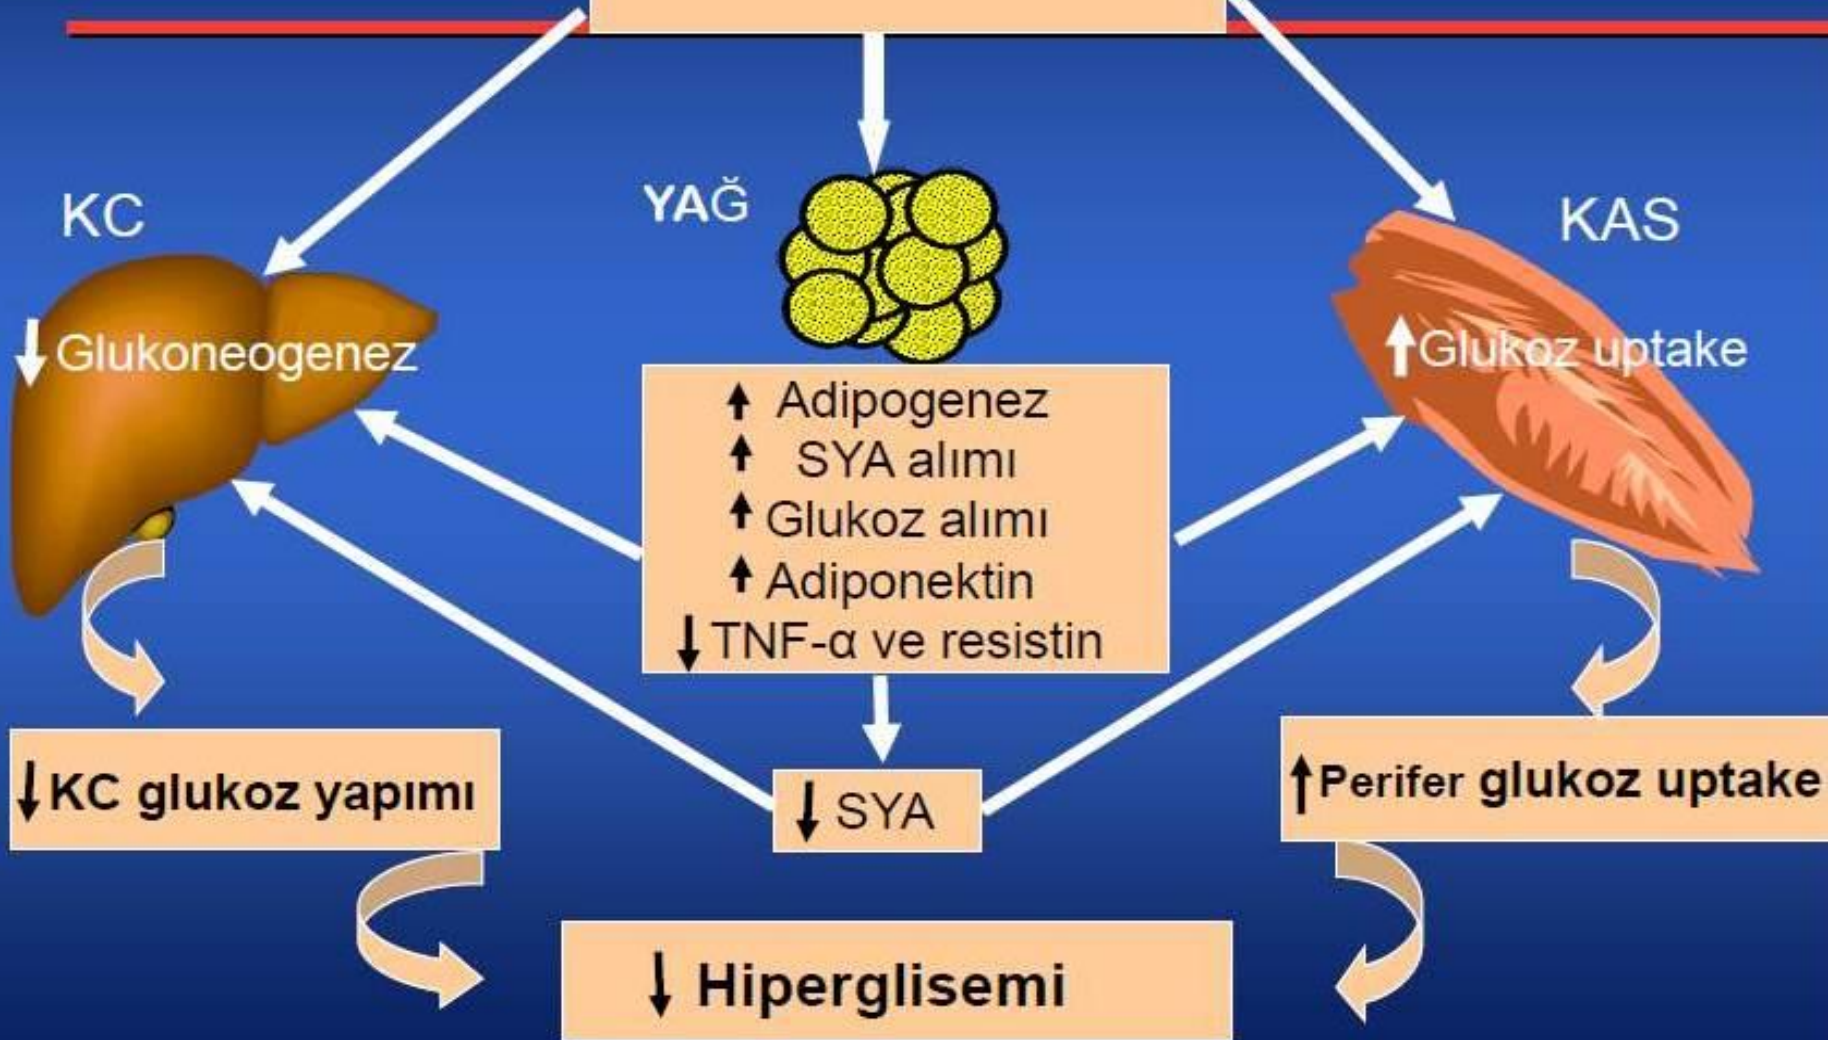 KC
YAĞ
KAS
↓ Glukoneogenez
↑ Glukoz uptake
↑ Adipogenez
↑ SYA alımı
↑ Glukoz alımı
↑ Adiponektin
↓ TNF-α ve resistin
↓ KC glukoz yapımı
↓ SYA
↑ Perifer glukoz uptake
↓ Hiperglisemi